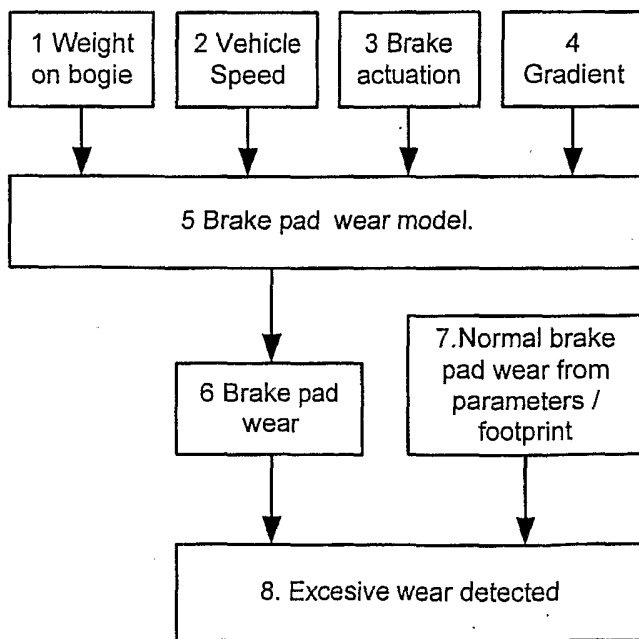 1 Weight
on bogie
2 Vehicle
Speed
3 Brake
actuation
4
Gradient
5 Brake pad wear model.
6 Brake pad
wear
7.Normal brake
pad wear from
parameters /
footprint
8. Excesive wear detected